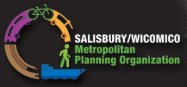 SALISBURY/WICOMICO
Metropolitan
Planning Organization